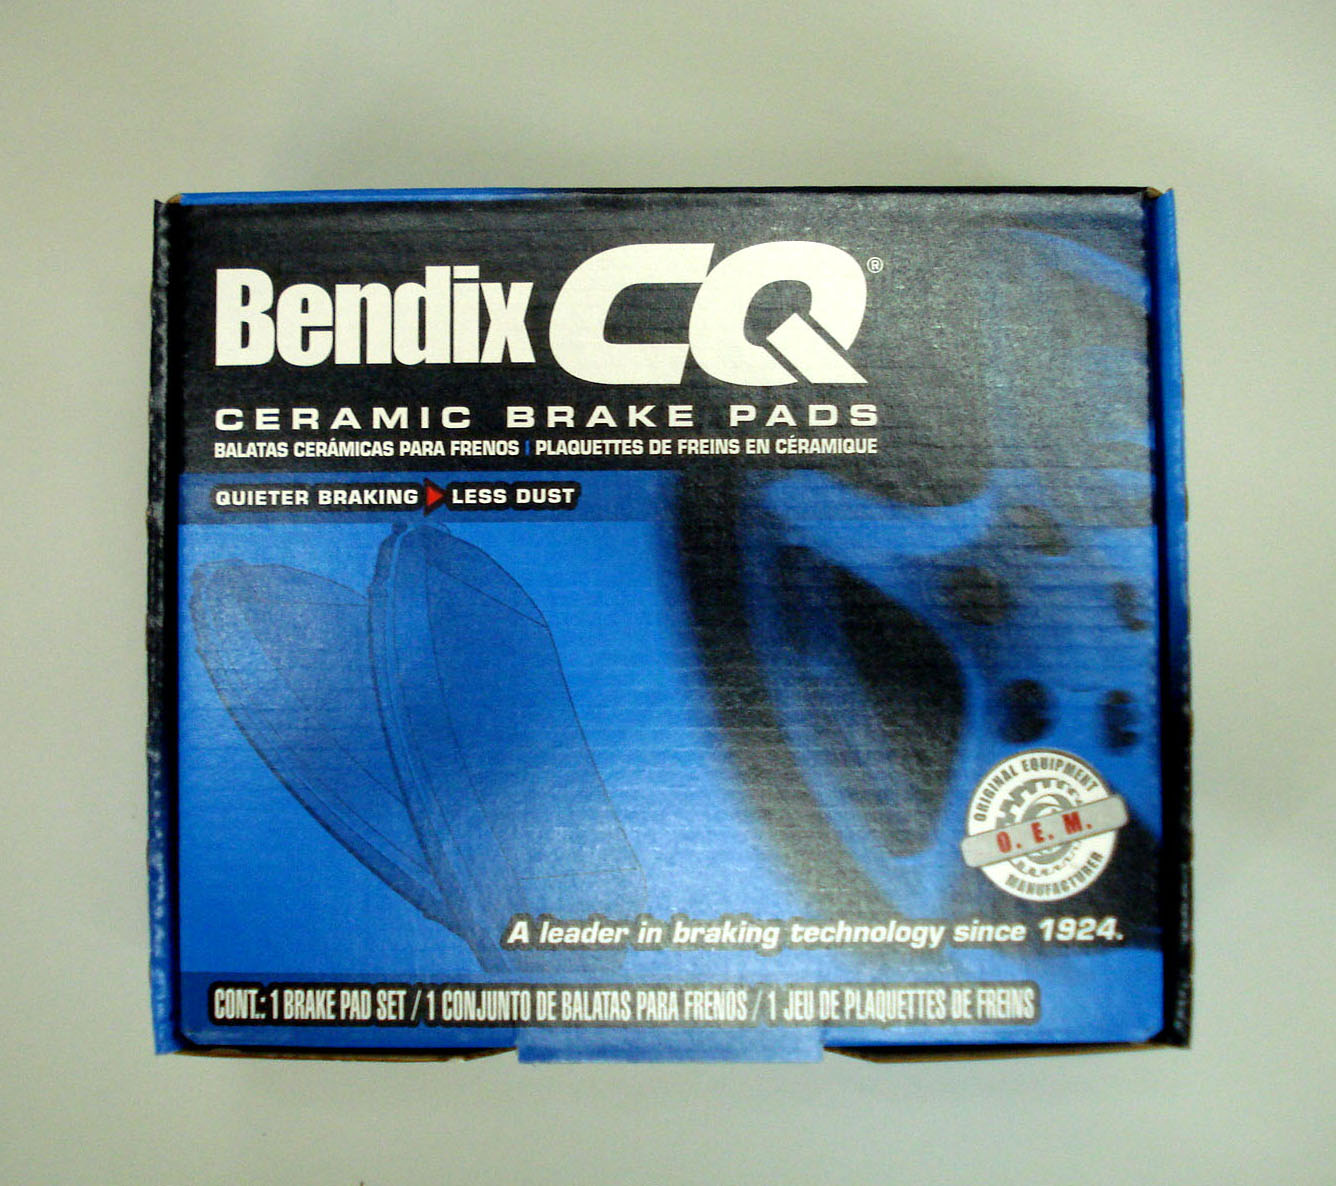 Bendix CQ®
CERAMIC BRAKE PADS
BALATAS CERÁMICAS PARA FRENOS | PLAQUETTES DE FREINS EN CÉRAMIQUE
QUIETER BRAKING LESS DUST
ORIGINAL EQUIPMENT
O. E. M.
MANUFACTURER
A leader in braking technology since 1924.
CONT.: 1 BRAKE PAD SET / 1 CONJUNTO DE BALATAS PARA FRENOS / 1 JEU DE PLAQUETTES DE FREINS